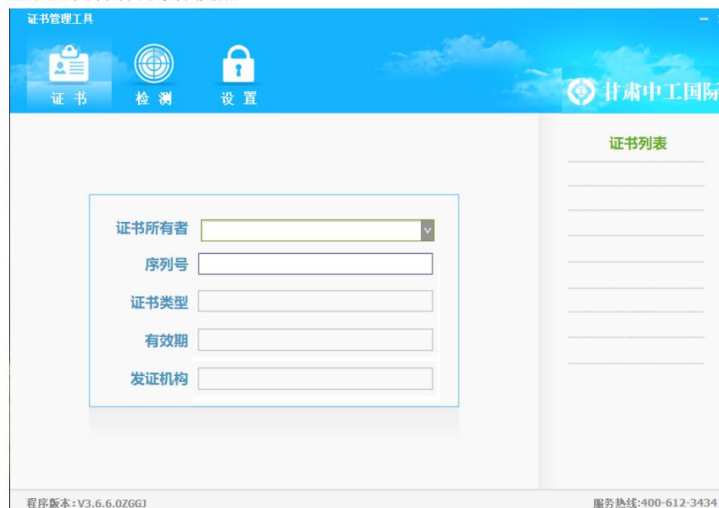 证书管理工具
证 书
检 测
设 置
甘肃中工国际
证书列表
证书所有者
序列号
证书类型
有效期
发证机构
程序版本:V3.6.6.0ZGGJ
服务热线:400-612-3434